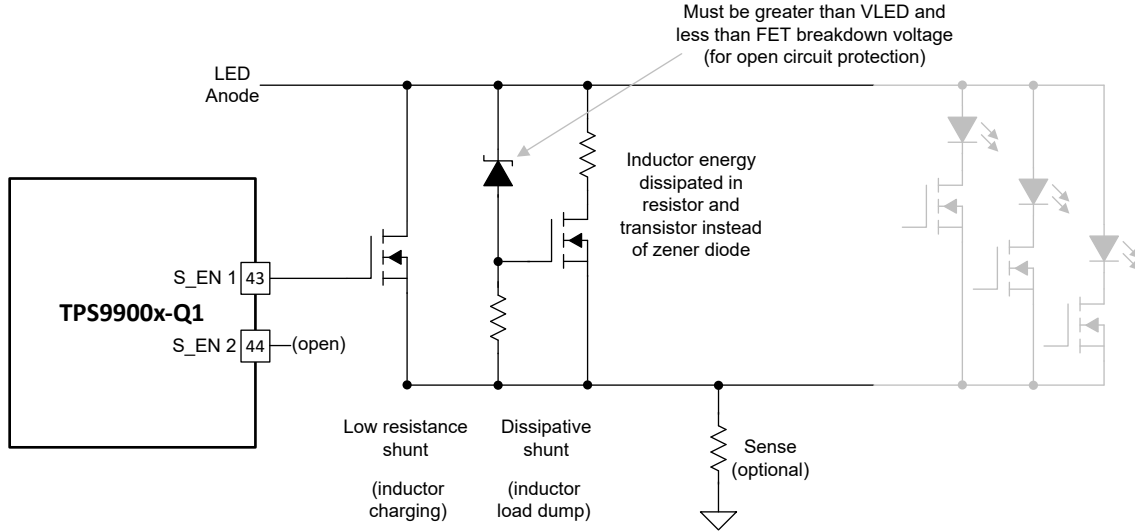 Must be greater than VLED and
less than FET breakdown voltage
(for open circuit protection)
LED
Anode
Inductor energy
dissipated in
resistor and
transistor instead
of zener diode
S_EN 1 43
TPS9900x-Q1
S_EN 2 44 (open)
Low resistance
shunt
(inductor
charging)
Dissipative
shunt
(inductor
load dump)
Sense
(optional)